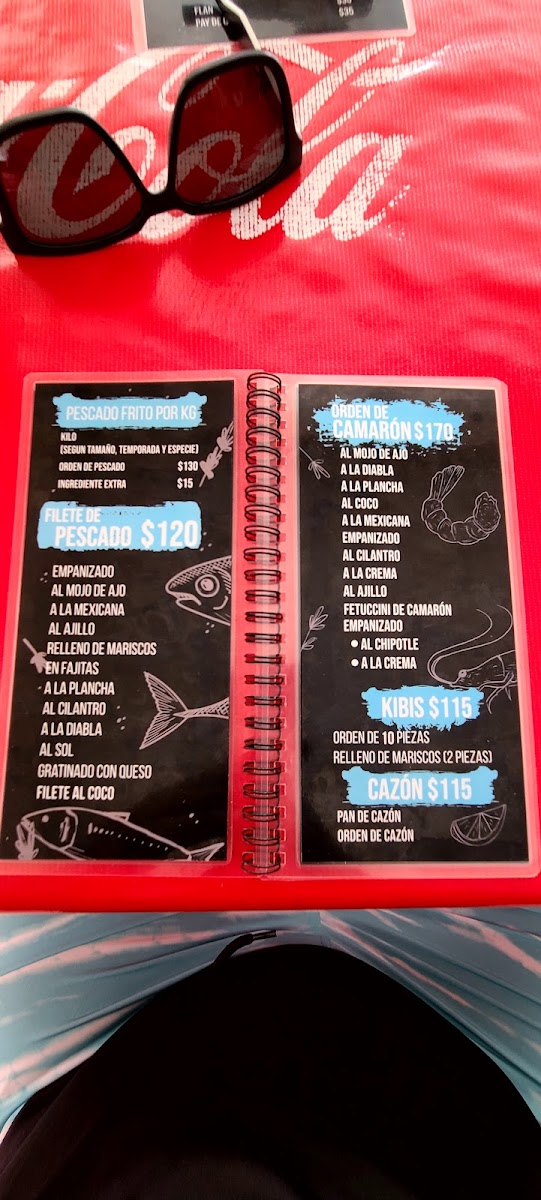 FLAN
$35
PAY DE
$35
Cola
PESCADO FRITO POR KG
KILO
(SEGUN TAMAÑO, TEMPORADA Y ESPECIE)
ORDEN DE PESCADO $130
INGREDIENTE EXTRA $15
FILETE DE
PESCADO $120
EMPANIZADO
AL MOJO DE AJO
A LA MEXICANA
AL AJILLO
RELLENO DE MARISCOS
EN FAJITAS
A LA PLANCHA
AL CILANTRO
A LA DIABLA
AL SOL
GRATINADO CON QUESO
FILETE AL COCO
ORDEN DE
CAMARÓN $170
AL MOJO DE AJO
A LA DIABLA
A LA PLANCHA
AL COCO
A LA MEXICANA
EMPANIZADO
AL CILANTRO
A LA CREMA
AL AJILLO
FETUCCINI DE CAMARÓN
EMPANIZADO
• AL CHIPOTLE
• A LA CREMA
KIBIS $115
ORDEN DE 10 PIEZAS
RELLENO DE MARISCOS (2 PIEZAS)
CAZÓN $115
PAN DE CAZÓN
ORDEN DE CAZÓN